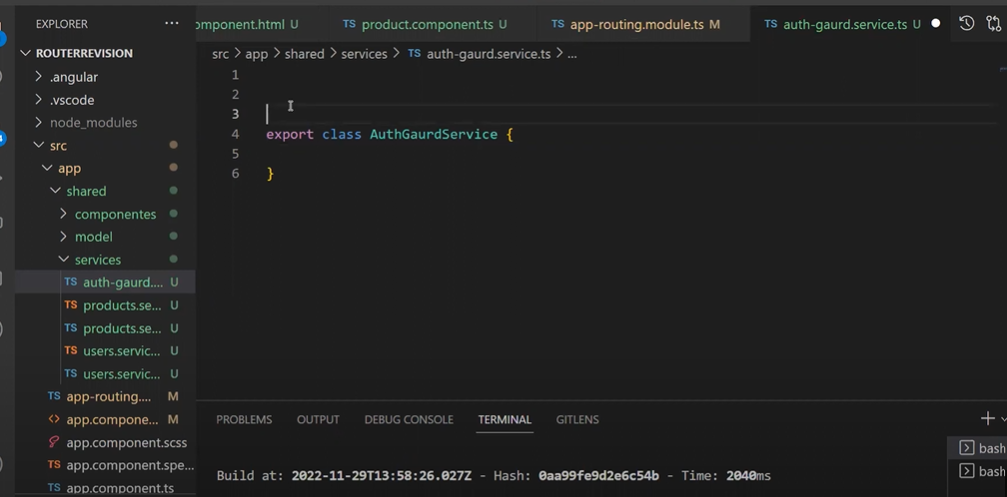 EXPLORER ...
omponent.html U TS product.component.ts U TS app-routing.module.ts M TS auth-gaurd.service.ts U
ROUTERREVISION
src > app > shared > services > TS auth-gaurd.service.ts > ...
.angular
.vscode
node_modules
src
app
shared
componentes
model
services
TS auth-gaurd.... U
TS products.se... U
TS products.se... U
TS users.servic... U
TS users.servic... U
TS app-routing.... M
<> app.compone... M
app.component.scss
TS app.component.spe...
TS app.component.ts
1
2
3
4 export class AuthGaurdService {
5
6 }
PROBLEMS OUTPUT DEBUG CONSOLE TERMINAL GITLENS
bash
bash
Build at: 2022-11-29T13:58:26.027Z - Hash: 0aa99fe9d2e6c54b - Time: 2040ms